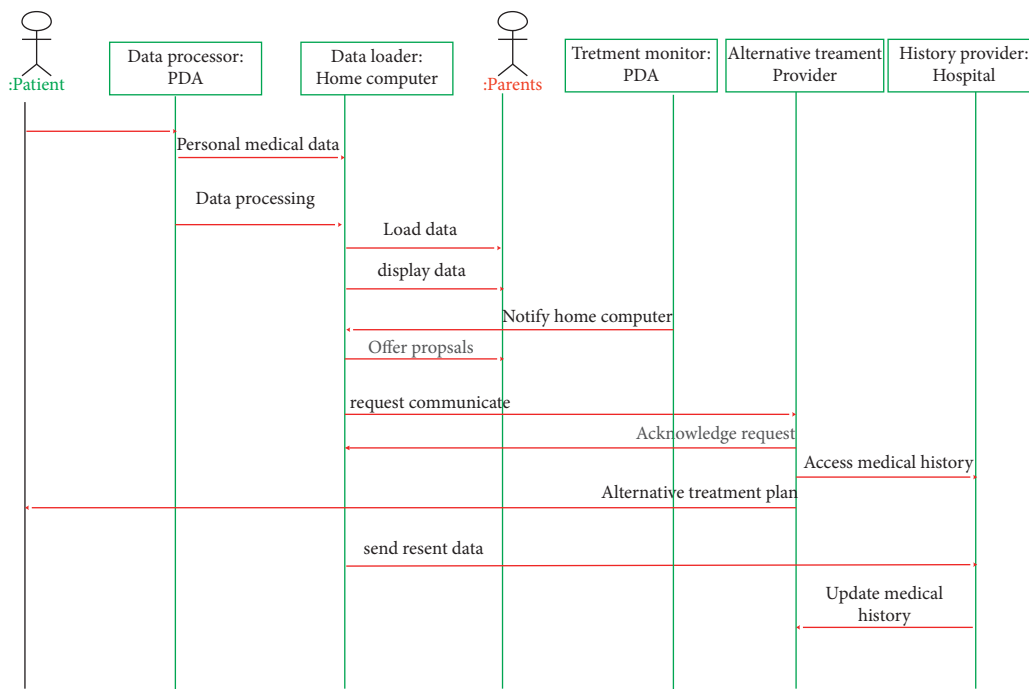 :Patient
Data processor:
PDA
Data loader:
Home computer
:Parents
Tretment monitor:
PDA
Alternative treament
Provider
History provider:
Hospital
Personal medical data
Data processing
Load data
display data
Notify home computer
Offer propsals
request communicate
Acknowledge request
Access medical history
Alternative treatment plan
send resent data
Update medical
history